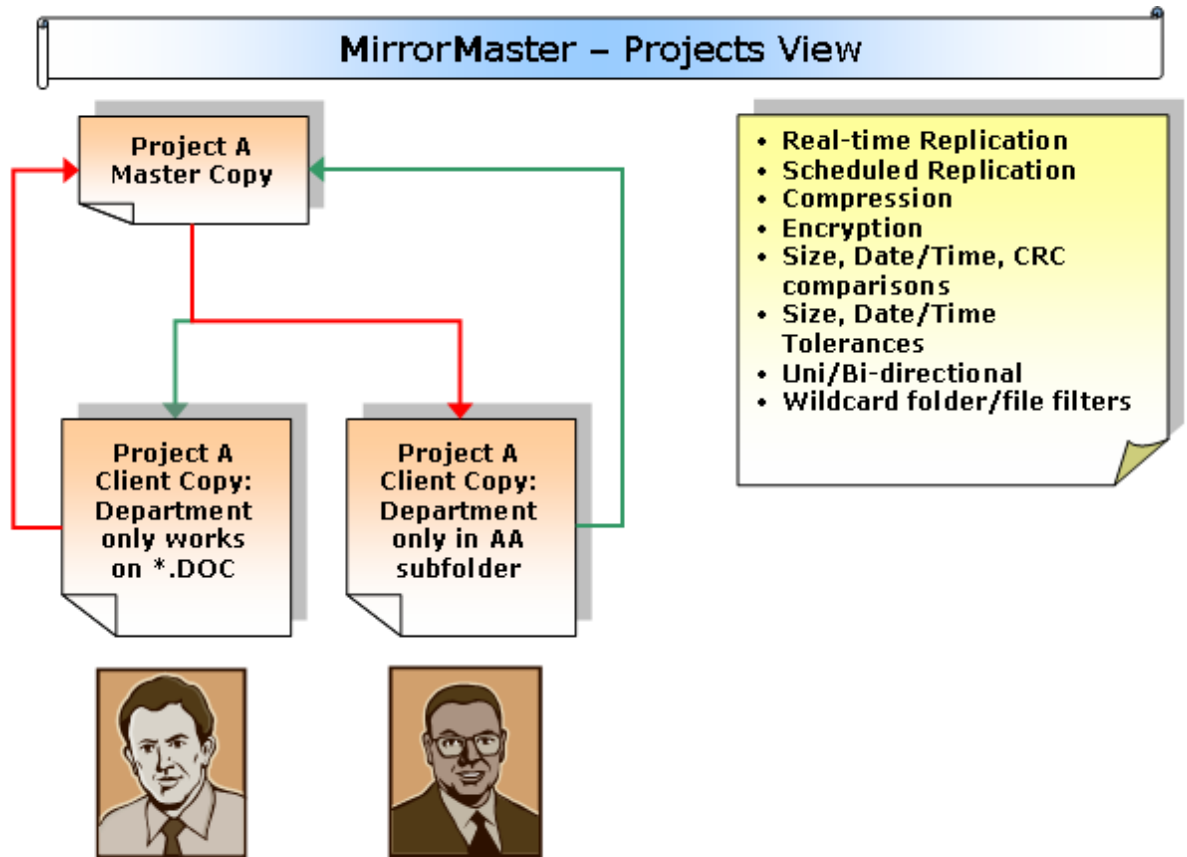 MirrorMaster – Projects View
Project A
Master Copy
• Real-time Replication
• Scheduled Replication
• Compression
• Encryption
• Size, Date/Time, CRC
comparisons
• Size, Date/Time
Tolerances
• Uni/Bi-directional
• Wildcard folder/file filters
Project A
Client Copy:
Department
only works
on *.DOC
Project A
Client Copy:
Department
only in AA
subfolder